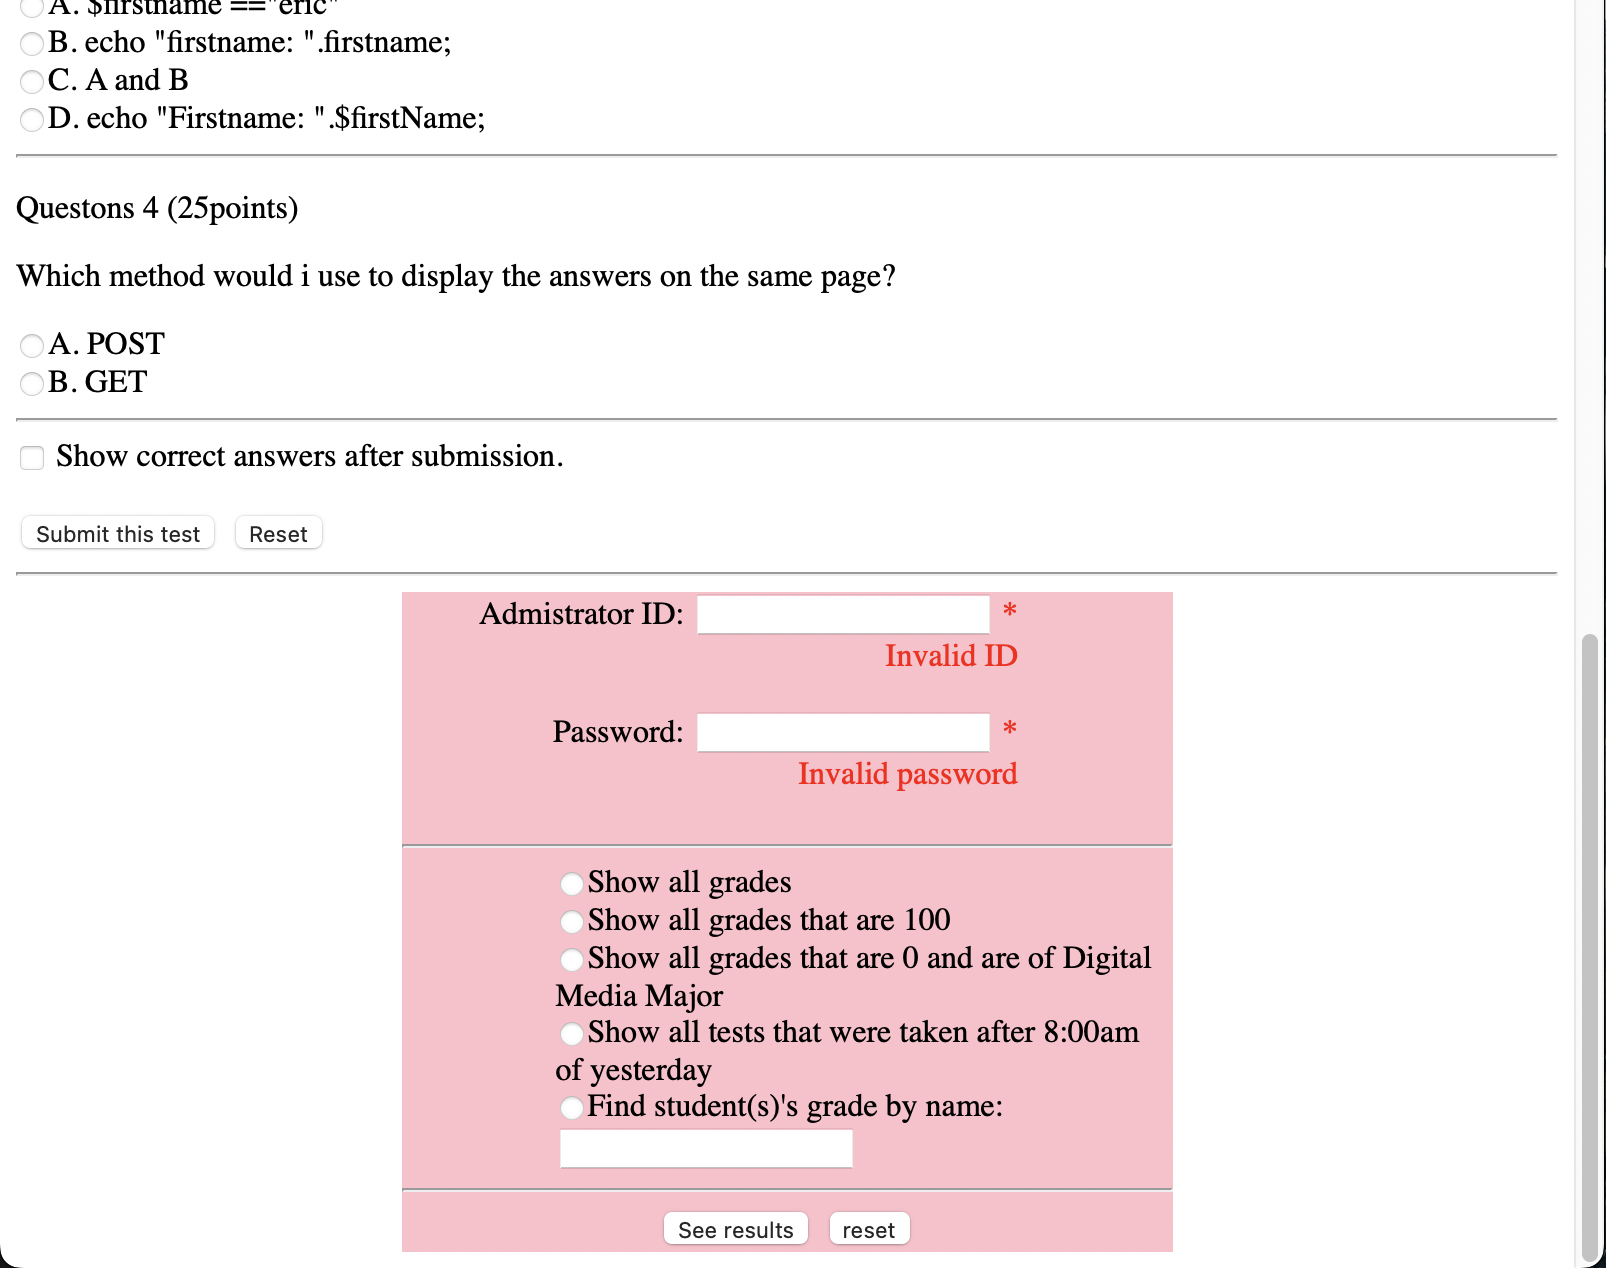 A. $firstname =="eric"
B. echo "firstname: ".firstname;
C. A and B
D. echo "Firstname: ".$firstName;
Questons 4 (25points)
Which method would i use to display the answers on the same page?
A. POST
B. GET
Show correct answers after submission.
Submit this test Reset
Admistrator ID: *
Invalid ID
Password: *
Invalid password
Show all grades
Show all grades that are 100
Show all grades that are 0 and are of Digital
Media Major
Show all tests that were taken after 8:00am
of yesterday
Find student(s)'s grade by name:
See results reset